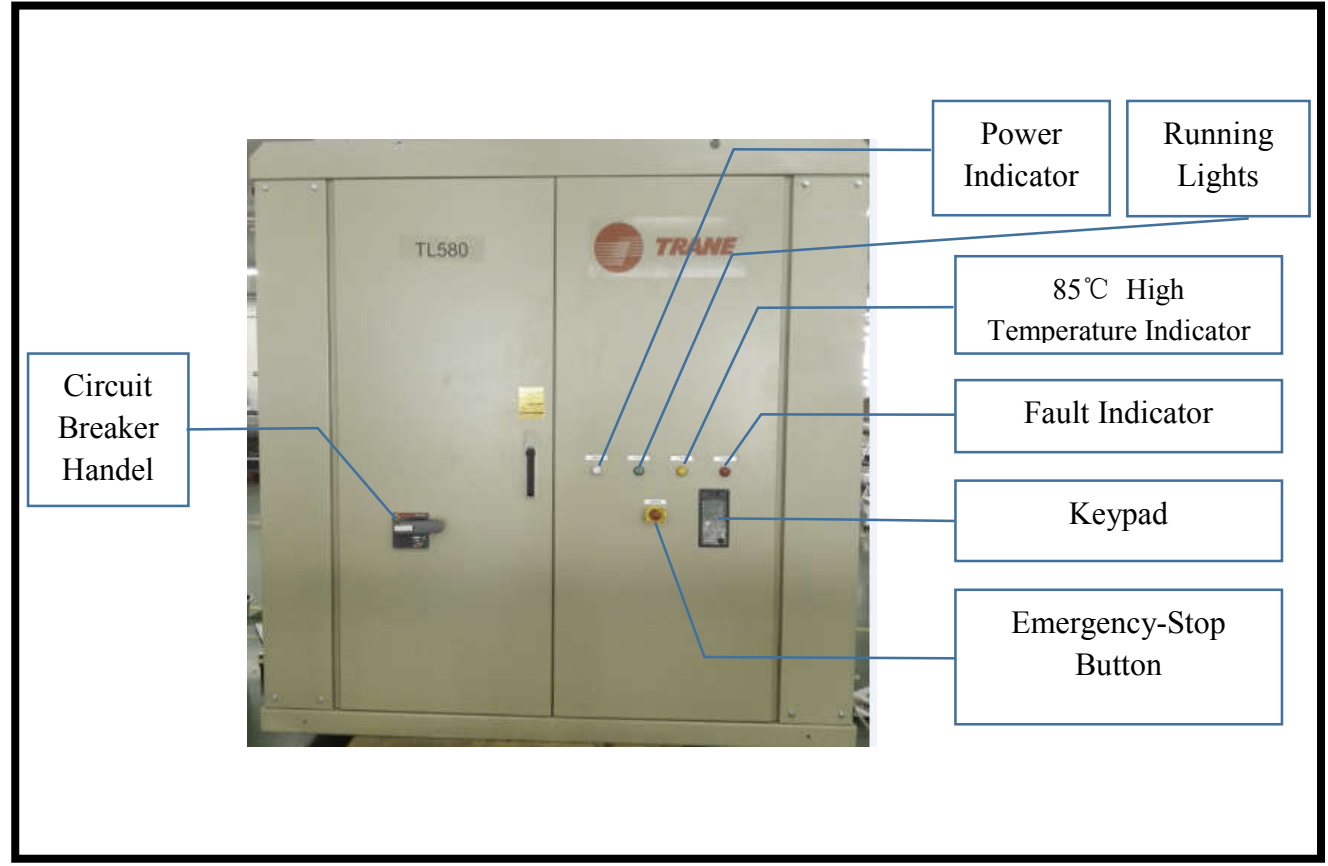 Power
Indicator
Running
Lights
TL580
TRANE
85℃ High
Temperature Indicator
Circuit
Breaker
Handel
Fault Indicator
Keypad
Emergency-Stop
Button